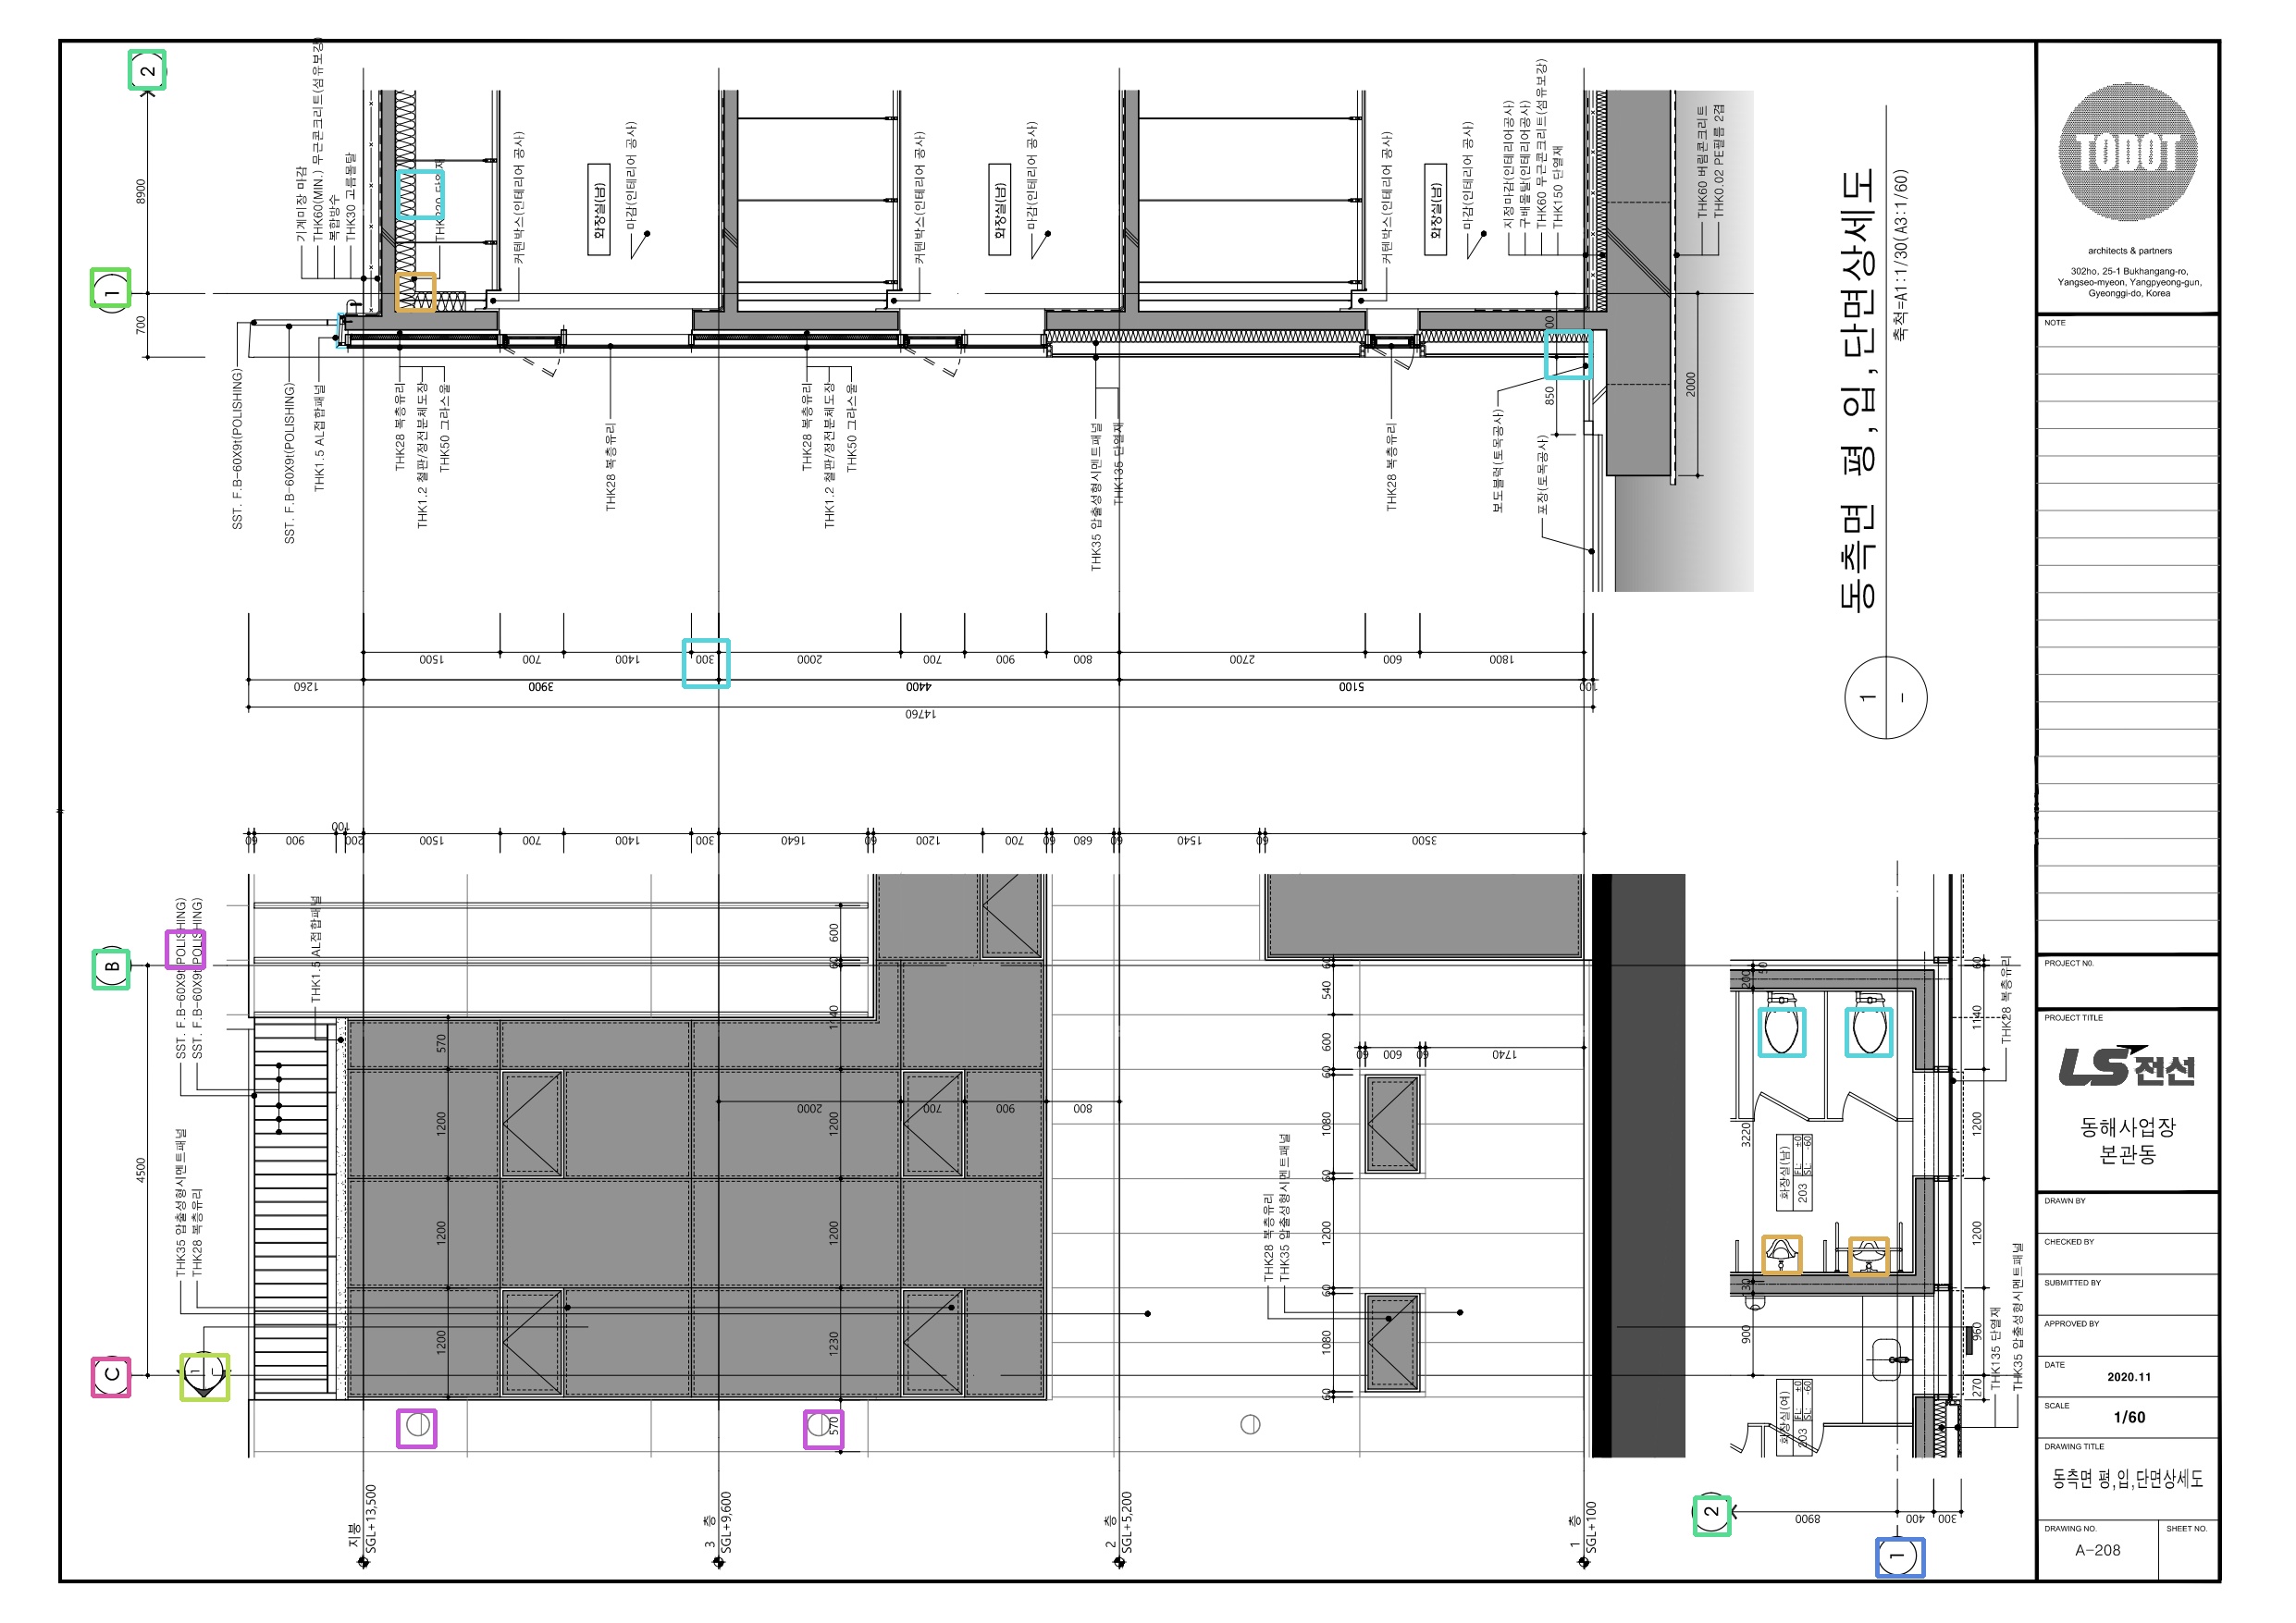 2
8900
1
700
기계미장 마감
THK60(MIN.) 무근콘크리트(섬유보강)
복합방수
THK30 고름몰탈
커텐박스(인테리어 공사)
화장실(남)
마감(인테리어 공사)
커텐박스(인테리어 공사)
화장실(남)
마감(인테리어 공사)
커텐박스(인테리어 공사)
화장실(남)
마감(인테리어 공사)
지정마감(인테리어공사)
구배몰탈(인테리어공사)
THK60 무근콘크리트(섬유보강)
THK150 단열재
THK60 버림콘크리트
THK0.02 PE필름 2겹
SST. F.B-60X9t(POLISHING)
SST. F.B-60X9t(POLISHING)
THK1.5 AL접합패널
THK28 복층유리
THK1.2 철판/정전분체도장
THK50 그라스울
THK28 복층유리
THK28 복층유리
THK1.2 철판/정전분체도장
THK50 그라스울
THK35 압출성형시멘트패널
THK135 단열재
THK28 복층유리
보도블럭(토목공사)
포장(토목공사)
850
2000
1500 700 1400 300 2000 700 900 800 2700 600 1800
1260 3900 4400 5100 100
14760
동측면 평,입,단면상세도
축척=A1:1/30(A3:1/60)
1
-
60 900 100 200 1500 700 1400 300 1640 60 1200 700 60 680 60 1540 60 3500
B
4500
C
1
-
SST. F.B-60X9t(POLISHING)
SST. F.B-60X9t(POLISHING)
THK1.5 AL접합패널
THK35 압출성형시멘트패널
THK28 복층유리
570
1200
1200
1200
600
60
1140
1200
1200
1230
570
2000 700 900 800
THK28 복층유리
THK35 압출성형시멘트패널
60
540
600
60
1080
60
1200
60
1080
60
60 600 60 1740
200
50
3220
30
900
화장실(남)
203
FL: ±0
SL: -60
화장실(여)
203
FL: ±0
SL: -60
60
1140
1200
1200
960
270
THK28 복층유리
THK135 단열재
THK35 압출성형시멘트패널
지붕
SGL+13,500
3 층
SGL+9,600
2 층
SGL+5,200
1 층
SGL+100
2
8900 400 300
1
architects & partners
302ho, 25-1 Bukhangang-ro,
Yangseo-myeon, Yangpyeong-gun,
Gyeonggi-do, Korea
NOTE
PROJECT N0.
PROJECT TITLE
LS전선
동해사업장
본관동
DRAWN BY
CHECKED BY
SUBMITTED BY
APPROVED BY
DATE
2020.11
SCALE
1/60
DRAWING TITLE
동측면 평,입,단면상세도
DRAWING NO.
SHEET NO.
A-208